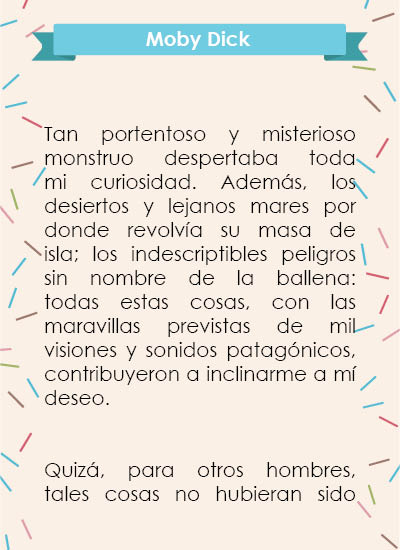 Moby Dick
Tan portentoso y misterioso
monstruo despertaba toda
mi curiosidad. Además, los
desiertos y lejanos mares por
donde revolvía su masa de
isla; los indescriptibles peligros
sin nombre de la ballena:
todas estas cosas, con las
maravillas previstas de mil
visiones y sonidos patagónicos,
contribuyeron a inclinarme a mí
deseo.
Quizá, para otros hombres,
tales cosas no hubieran sido